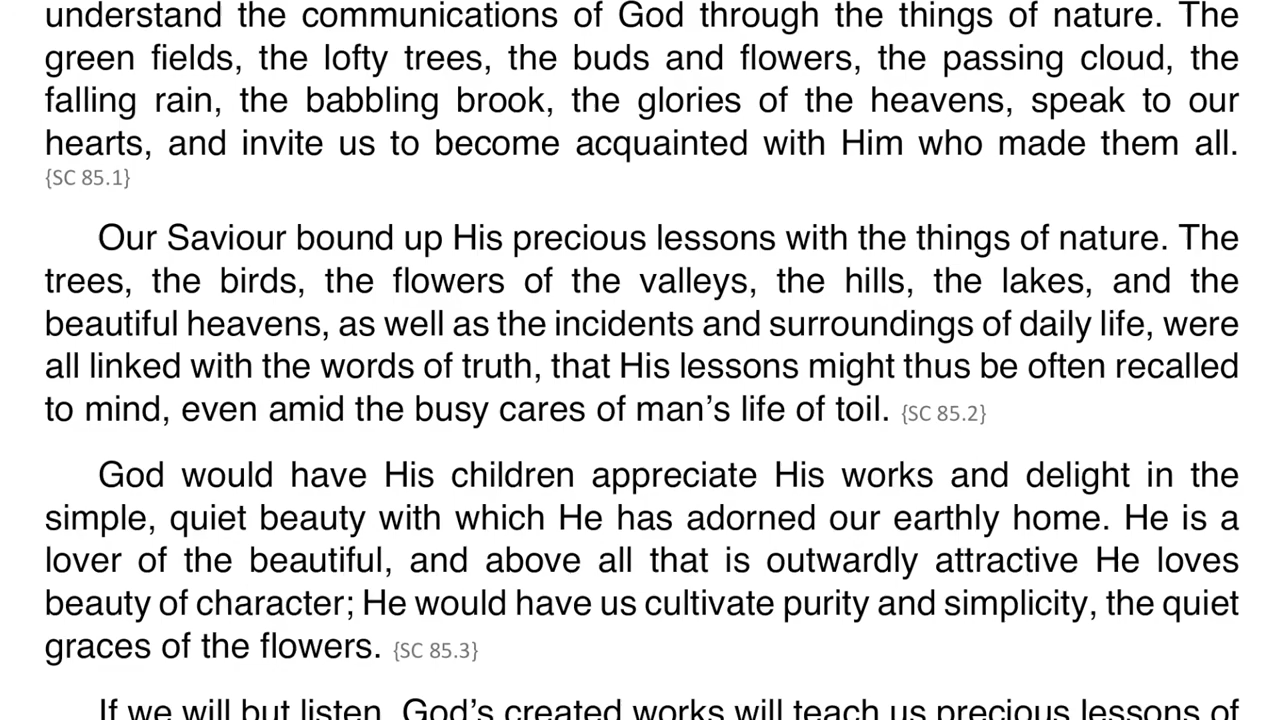 understand the communications of God through the things of nature. The
green fields, the lofty trees, the buds and flowers, the passing cloud, the
falling rain, the babbling brook, the glories of the heavens, speak to our
hearts, and invite us to become acquainted with Him who made them all.
{SC 85.1}
Our Saviour bound up His precious lessons with the things of nature. The
trees, the birds, the flowers of the valleys, the hills, the lakes, and the
beautiful heavens, as well as the incidents and surroundings of daily life, were
all linked with the words of truth, that His lessons might thus be often recalled
to mind, even amid the busy cares of man’s life of toil. {SC 85.2}
God would have His children appreciate His works and delight in the
simple, quiet beauty with which He has adorned our earthly home. He is a
lover of the beautiful, and above all that is outwardly attractive He loves
beauty of character; He would have us cultivate purity and simplicity, the quiet
graces of the flowers. {SC 85.3}
If we will but listen, God’s created works will teach us precious lessons of